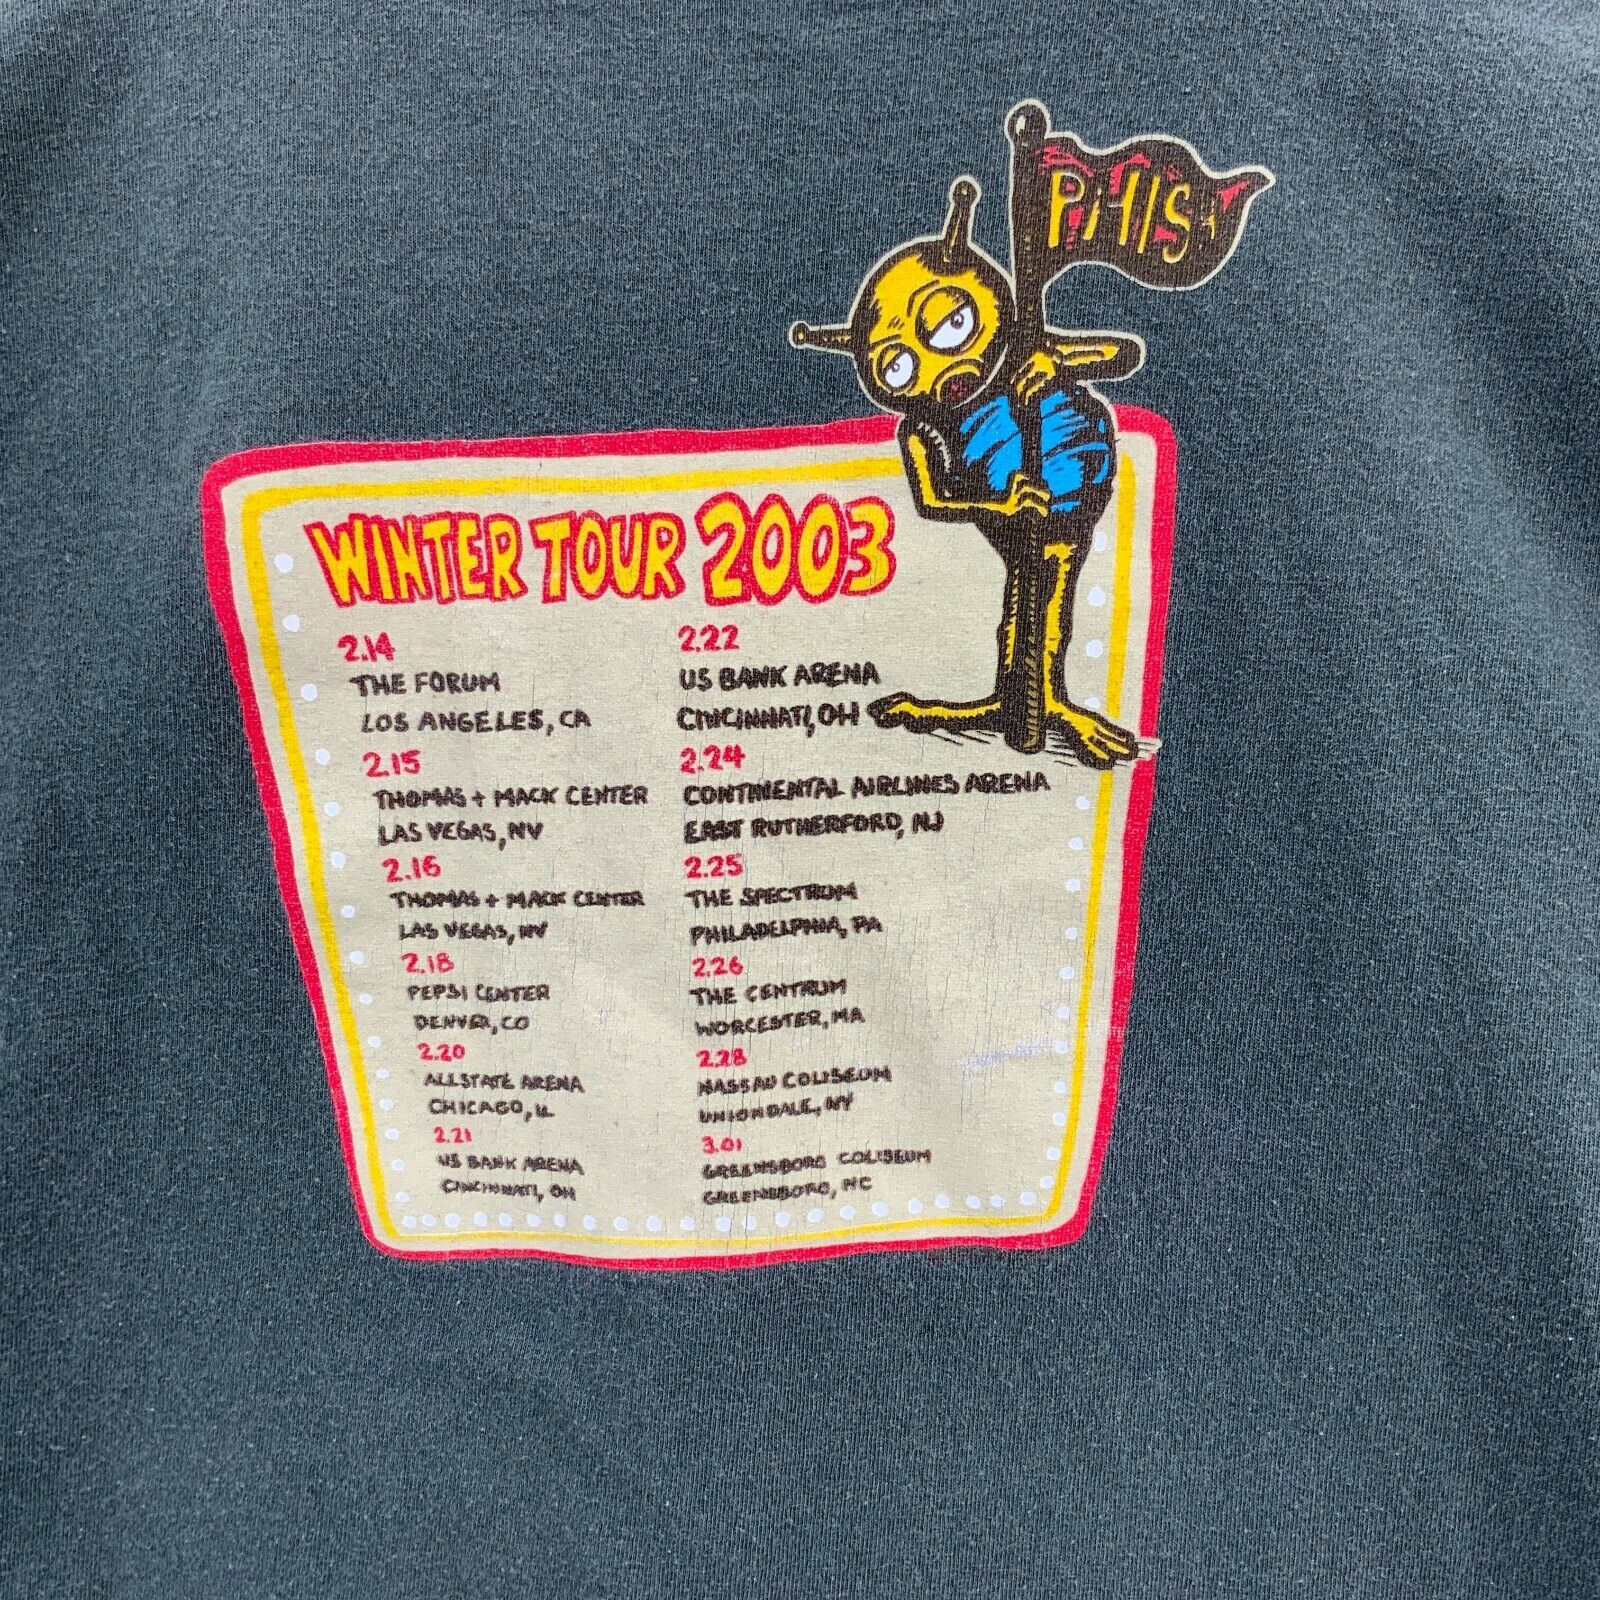 PHISH
WINTER TOUR 2003
2.14
THE FORUM
LOS ANGELES, CA
2.15
THOMAS + MACK CENTER
LAS VEGAS, NV
2.16
THOMAS + MACK CENTER
LAS VEGAS, NV
2.18
PEPSI CENTER
DENVER, CO
2.20
ALLSTATE ARENA
CHICAGO, IL
2.21
US BANK ARENA
CINCINNATI, OH
2.22
US BANK ARENA
CINCINNATI, OH
2.24
CONTINENTAL AIRLINES ARENA
EAST RUTHERFORD, NJ
2.25
THE SPECTRUM
PHILADELPHIA, PA
2.26
THE CENTRUM
WORCESTER, MA
2.28
NASSAU COLISEUM
UNIONDALE, NY
3.01
GREENSBORO COLISEUM
GREENSBORO, NC